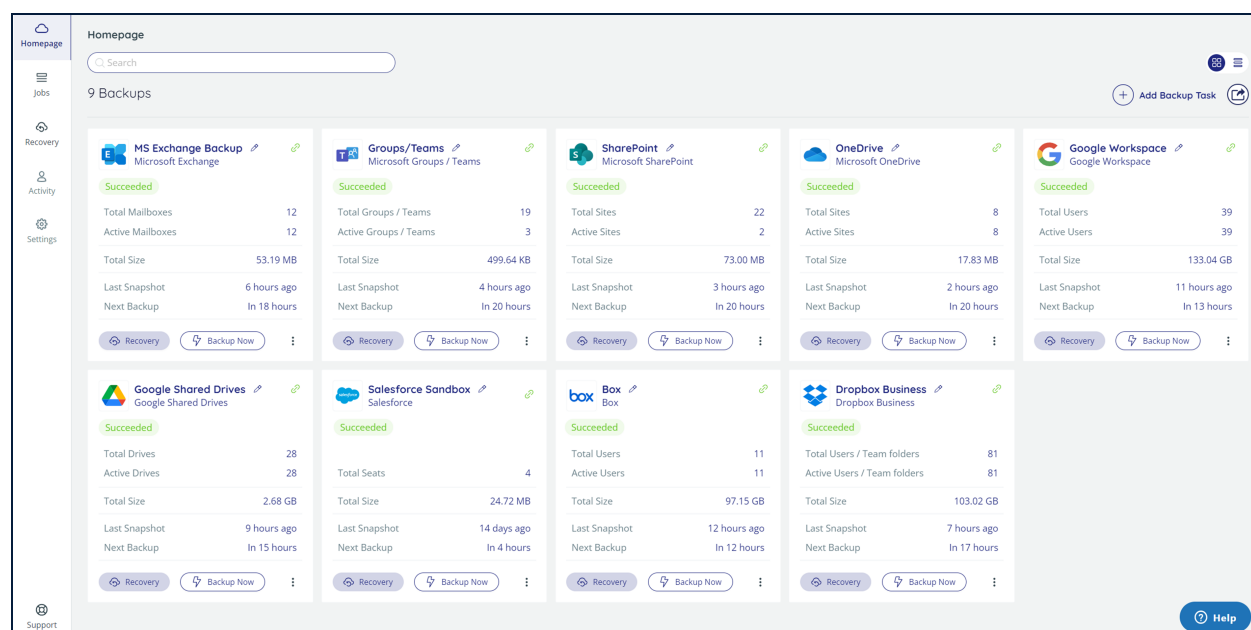 Homepage
Homepage
Search
Jobs
9 Backups
Add Backup Task
Recovery
Activity
Settings
MS Exchange Backup
Microsoft Exchange
Succeeded
Total Mailboxes 12
Active Mailboxes 12
Total Size 53.19 MB
Last Snapshot 6 hours ago
Next Backup In 18 hours
Recovery Backup Now
Groups/Teams
Microsoft Groups / Teams
Succeeded
Total Groups / Teams 19
Active Groups / Teams 3
Total Size 499.64 KB
Last Snapshot 4 hours ago
Next Backup In 20 hours
Recovery Backup Now
SharePoint
Microsoft SharePoint
Succeeded
Total Sites 22
Active Sites 2
Total Size 73.00 MB
Last Snapshot 3 hours ago
Next Backup In 20 hours
Recovery Backup Now
OneDrive
Microsoft OneDrive
Succeeded
Total Sites 8
Active Sites 8
Total Size 17.83 MB
Last Snapshot 2 hours ago
Next Backup In 20 hours
Recovery Backup Now
Google Workspace
Google Workspace
Succeeded
Total Users 39
Active Users 39
Total Size 133.04 GB
Last Snapshot 11 hours ago
Next Backup In 13 hours
Recovery Backup Now
Google Shared Drives
Google Shared Drives
Succeeded
Total Drives 28
Active Drives 28
Total Size 2.68 GB
Last Snapshot 9 hours ago
Next Backup In 15 hours
Recovery Backup Now
salesforce
Salesforce Sandbox
Salesforce
Succeeded
Total Seats 4
Total Size 24.72 MB
Last Snapshot 14 days ago
Next Backup In 4 hours
Recovery Backup Now
box
Box
Box
Succeeded
Total Users 11
Active Users 11
Total Size 97.15 GB
Last Snapshot 12 hours ago
Next Backup In 12 hours
Recovery Backup Now
Dropbox Business
Dropbox Business
Succeeded
Total Users / Team folders 81
Active Users / Team folders 81
Total Size 103.02 GB
Last Snapshot 7 hours ago
Next Backup In 17 hours
Recovery Backup Now
Support
Help